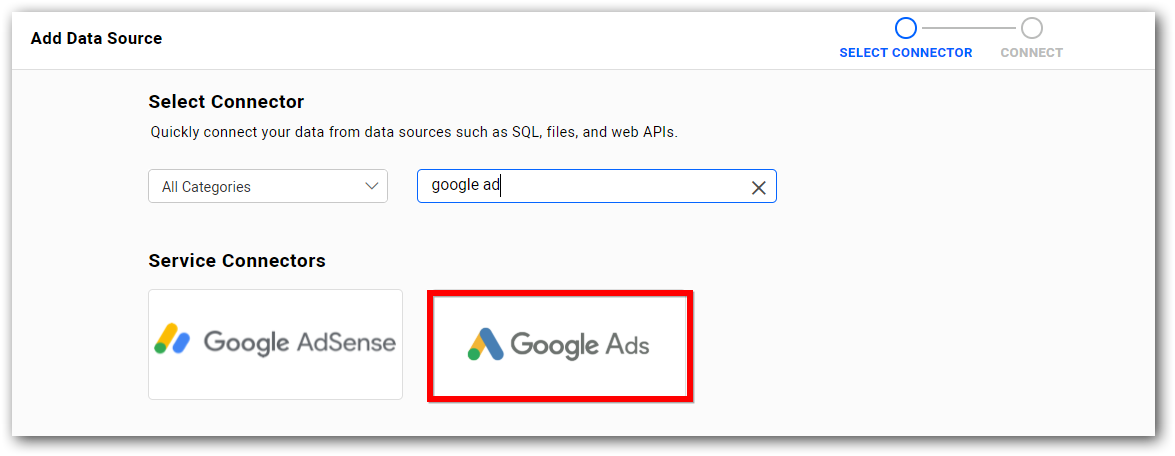 Add Data Source
SELECT CONNECTOR
CONNECT
Select Connector
Quickly connect your data from data sources such as SQL, files, and web APIs.
All Categories
google ad
Service Connectors
Google AdSense
Google Ads